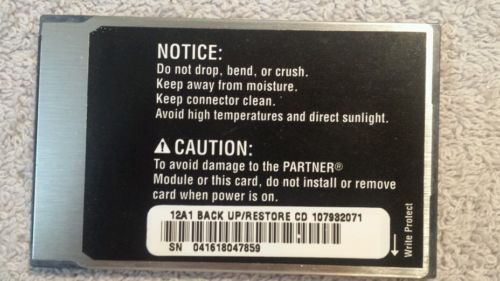 NOTICE:
Do not drop, bend, or crush.
Keep away from moisture.
Keep connector clean.
Avoid high temperatures and direct sunlight.
⚠ CAUTION:
To avoid damage to the PARTNER®
Module or this card, do not install or remove
card when power is on.
12A1 BACK UP/RESTORE CD 107932071
SN 041618047859
Write Protect